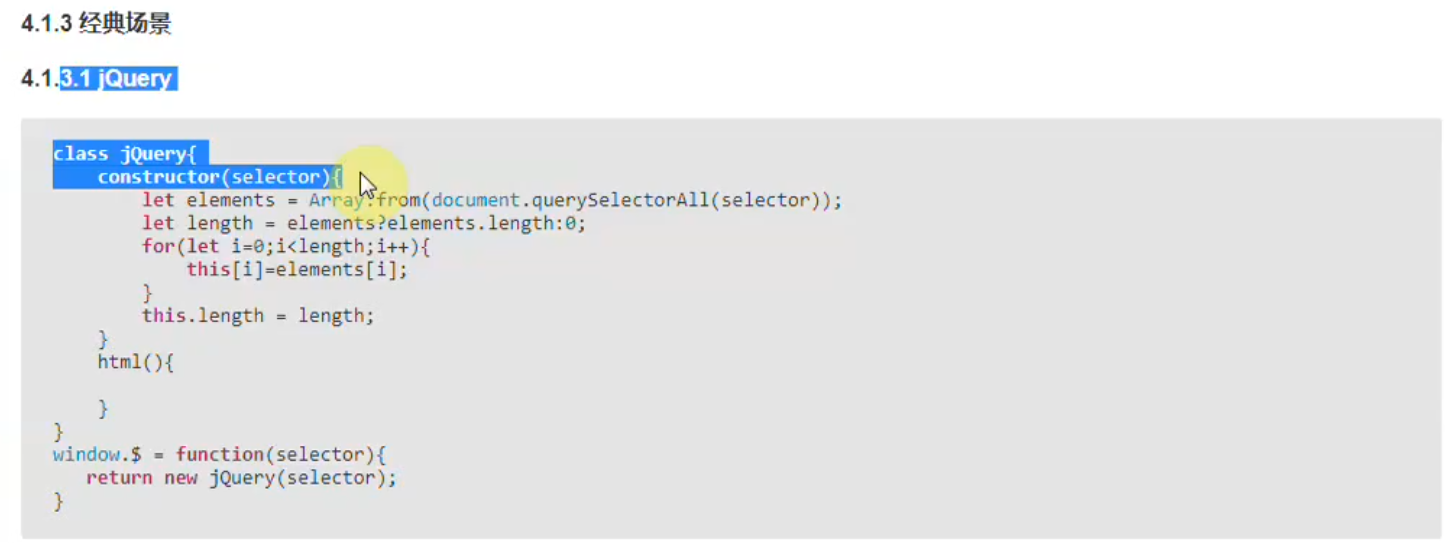 4.1.3 经典场景
4.1.3.1 jQuery
class jQuery{
    constructor(selector){
        let elements = Array.from(document.querySelectorAll(selector));
        let length = elements?elements.length:0;
        for(let i=0;i<length;i++){
            this[i]=elements[i];
        }
        this.length = length;
    }
    html(){

    }
}
window.$ = function(selector){
   return new jQuery(selector);
}